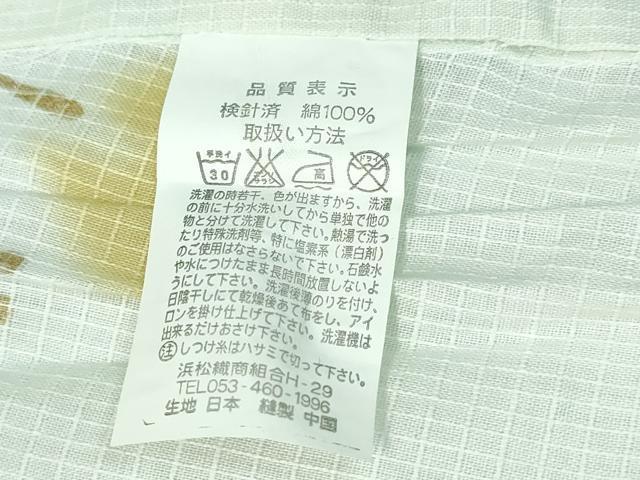 品質表示
検針済 綿100%
取扱い方法
手洗イ 30 エンソサラシ 高 ドライ
洗濯の時若干、色が出ますから、洗濯
の前に十分水洗いしてから単独で他の
物と分けて洗濯して下さい。熱湯で洗っ
たり特殊洗剤等、特に塩素系(漂白剤)
のご使用はなさらないで下さい。石鹸水
や水につけたまま長時間放置しないよ
うにして下さい。洗濯後薄のりを付け、
日陰干しにて乾燥後あて布をし、アイ
ロンを掛け仕上げて下さい。洗濯機は
出来るだけおさけ下さい。
注 しつけ糸はハサミで切って下さい。
浜松織商組合H-29
TEL053-460-1996
生地 日本 縫製 中国